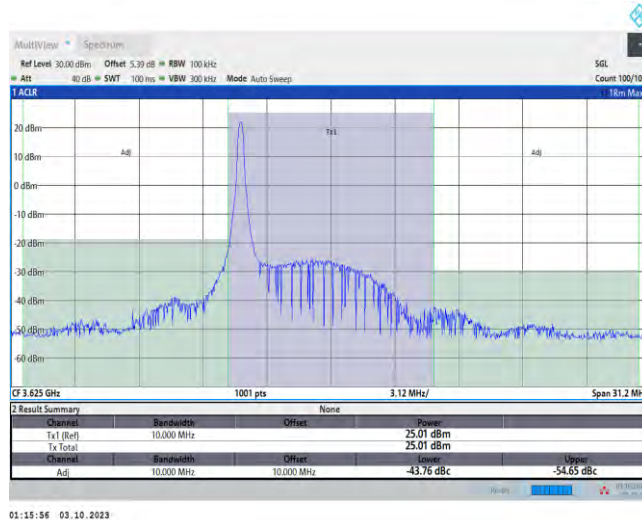 MultiView Spectrum
Ref Level 30.00 dBm Offset 5.39 dB RBW 100 kHz SGL
Att 40 dB SWT 100 ms VBW 300 kHz Mode Auto Sweep Count 100/10
1 ACLR 1Rm Max
20 dBm
Tx1
10 dBm Adj Adj
0 dBm
-10 dBm
-20 dBm
-30 dBm
-40 dBm
-50 dBm
-60 dBm
CF 3.625 GHz 1001 pts 3.12 MHz/ Span 31.2 MH
2 Result Summary None
Channel Bandwidth Offset Power
Tx1 (Ref) 10.000 MHz 25.01 dBm
Tx Total 25.01 dBm
Channel Bandwidth Offset Lower Upper
Adj 10.000 MHz 10.000 MHz -43.76 dBc -54.65 dBc
01:15:56 03.10.2023